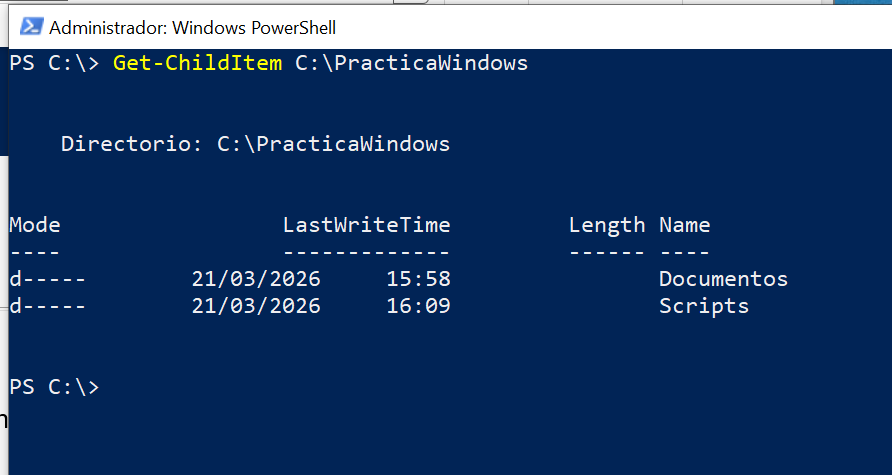 Administrador: Windows PowerShell
PS C:\> Get-ChildItem C:\PracticaWindows
Directorio: C:\PracticaWindows
Mode LastWriteTime Length Name
---- ------------- ------ ----
d----- 21/03/2026 15:58 Documentos
d----- 21/03/2026 16:09 Scripts
PS C:\>